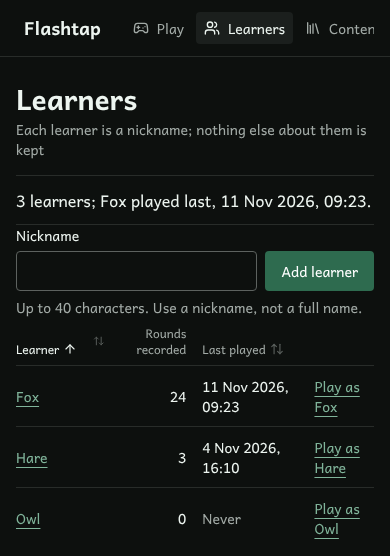 Flashtap Play Learners Conten
Learners
Each learner is a nickname; nothing else about them is
kept
3 learners; Fox played last, 11 Nov 2026, 09:23.
Nickname
Add learner
Up to 40 characters. Use a nickname, not a full name.
Learner Rounds recorded Last played
Fox 24 11 Nov 2026, 09:23 Play as Fox
Hare 3 4 Nov 2026, 16:10 Play as Hare
Owl 0 Never Play as Owl